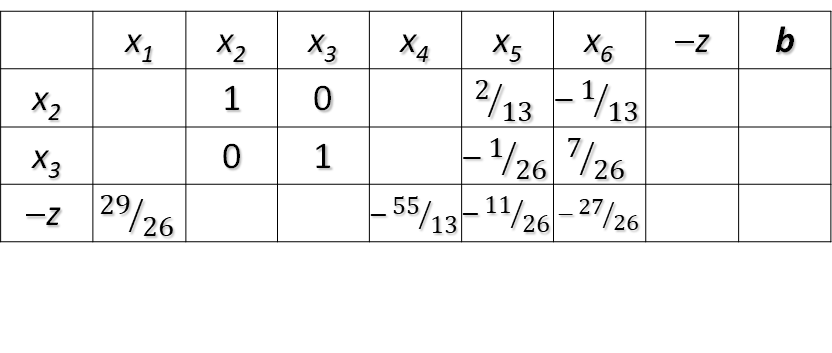 x1 x2 x3 x4 x5 x6 –z b
x2 1 0 2/13 –1/13
x3 0 1 –1/26 7/26
–z 29/26 –55/13 –11/26 –27/26